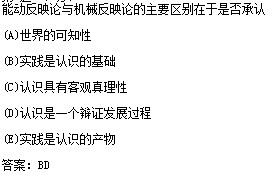 能动反映论与机械反映论的主要区别在于是否承认
(A)世界的可知性
(B)实践是认识的基础
(C)认识具有客观真理性
(D)认识是一个辩证发展过程
(E)实践是认识的产物
答案：BD